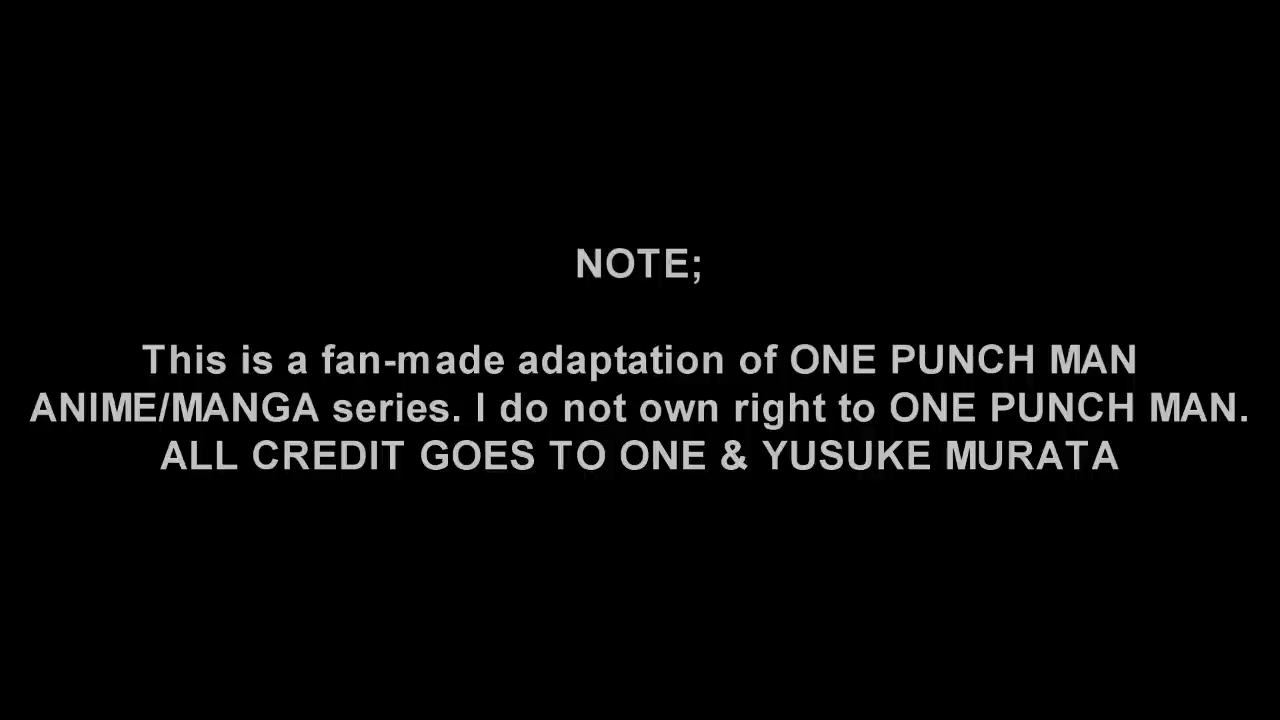 NOTE;
This is a fan-made adaptation of ONE PUNCH MAN
ANIME/MANGA series. I do not own right to ONE PUNCH MAN.
ALL CREDIT GOES TO ONE & YUSUKE MURATA